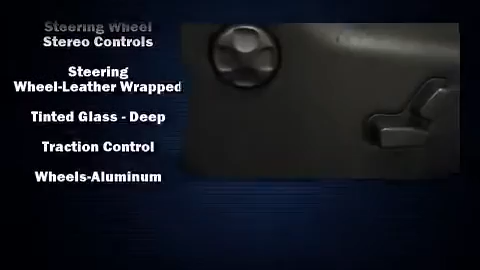 Steering Wheel
Stereo Controls
Steering
Wheel-Leather Wrapped
Tinted Glass - Deep
Traction Control
Wheels-Aluminum